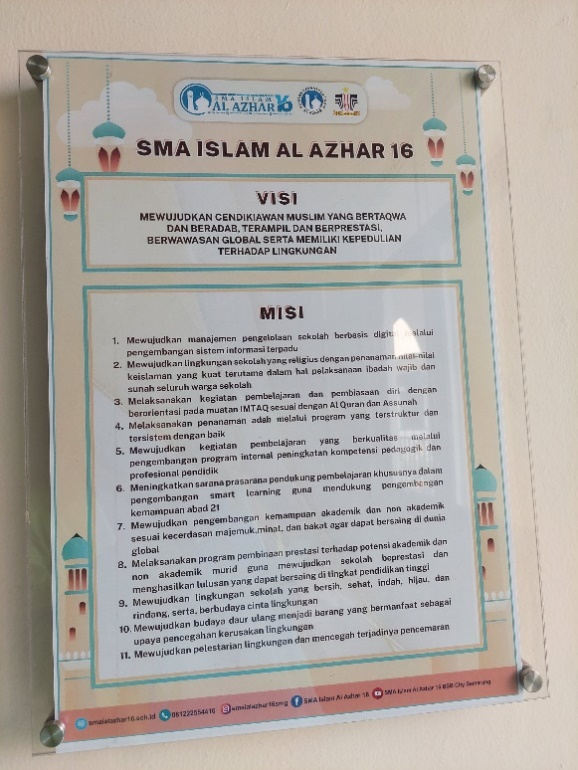 SMA ISLAM
AL AZHAR 16
SMA ISLAM AL AZHAR 16
VISI
MEWUJUDKAN CENDIKIAWAN MUSLIM YANG BERTAQWA
DAN BERADAB, TERAMPIL DAN BERPRESTASI,
BERWAWASAN GLOBAL SERTA MEMILIKI KEPEDULIAN
TERHADAP LINGKUNGAN
MISI
1. Mewujudkan manajemen pengelolaan sekolah berbasis digital melalui
pengembangan sistem informasi terpadu
2. Mewujudkan lingkungan sekolah yang religius dengan penanaman nilai-nilai
keislaman yang kuat terutama dalam hal pelaksanaan ibadah wajib dan
sunah seluruh warga sekolah
3. Melaksanakan kegiatan pembelajaran dan pembiasaan diri dengan
berorientasi pada muatan IMTAQ sesuai dengan Al Quran dan Assunah
4. Melaksanakan penanaman adab melalui program yang terstruktur dan
tersistem dengan baik
5. Mewujudkan kegiatan pembelajaran yang berkualitas melalui
pengembangan program internal peningkatan kompetensi pedagogik dan
profesional pendidik
6. Meningkatkan sarana prasarana pendukung pembelajaran khususnya dalam
pengembangan smart learning guna mendukung pengembangan
kemampuan abad 21
7. Mewujudkan pengembangan kemampuan akademik dan non akademik
sesuai kecerdasan majemuk,minat, dan bakat agar dapat bersaing di dunia
global
8. Melaksanakan program pembinaan prestasi terhadap potensi akademik dan
non akademik murid guna mewujudkan sekolah beprestasi dan
menghasilkan lulusan yang dapat bersaing di tingkat pendidikan tinggi
9. Mewujudkan lingkungan sekolah yang bersih, sehat, indah, hijau, dan
rindang, serta, berbudaya cinta lingkungan
10. Mewujudkan budaya daur ulang menjadi barang yang bermanfaat sebagai
upaya pencegahan kerusakan lingkungan
11. Mewujudkan pelestarian lingkungan dan mencegah terjadinya pencemaran
smaialazhar16.sch.id 081222554416 smaialazhar16smg SMA Islam Al Azhar 16 SMA Islam Al Azhar 16 BSB City Semarang